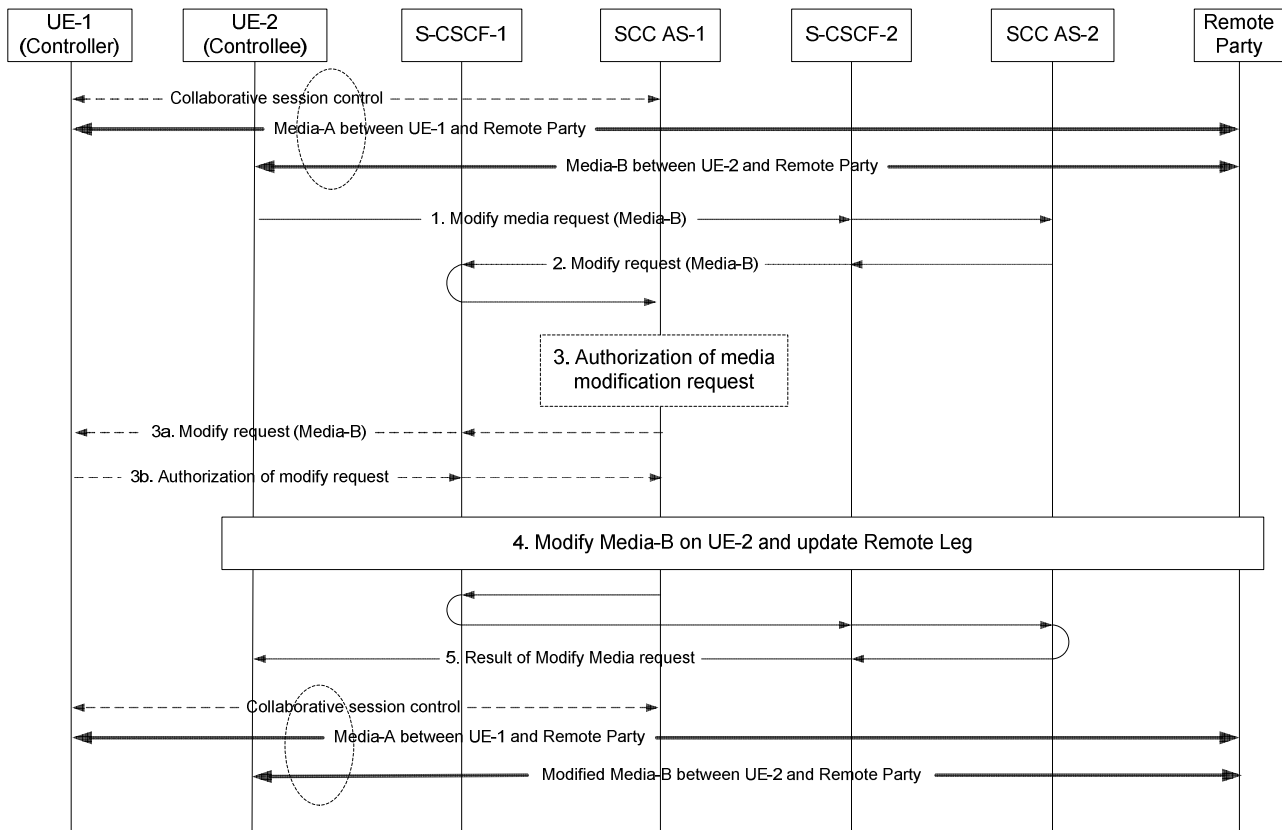 UE-1
(Controller)
UE-2
(Controllee)
S-CSCF-1
SCC AS-1
S-CSCF-2
SCC AS-2
Remote
Party
Collaborative session control
Media-A between UE-1 and Remote Party
Media-B between UE-2 and Remote Party
1. Modify media request (Media-B)
2. Modify request (Media-B)
3. Authorization of media
modification request
3a. Modify request (Media-B)
3b. Authorization of modify request
4. Modify Media-B on UE-2 and update Remote Leg
5. Result of Modify Media request
Collaborative session control
Media-A between UE-1 and Remote Party
Modified Media-B between UE-2 and Remote Party